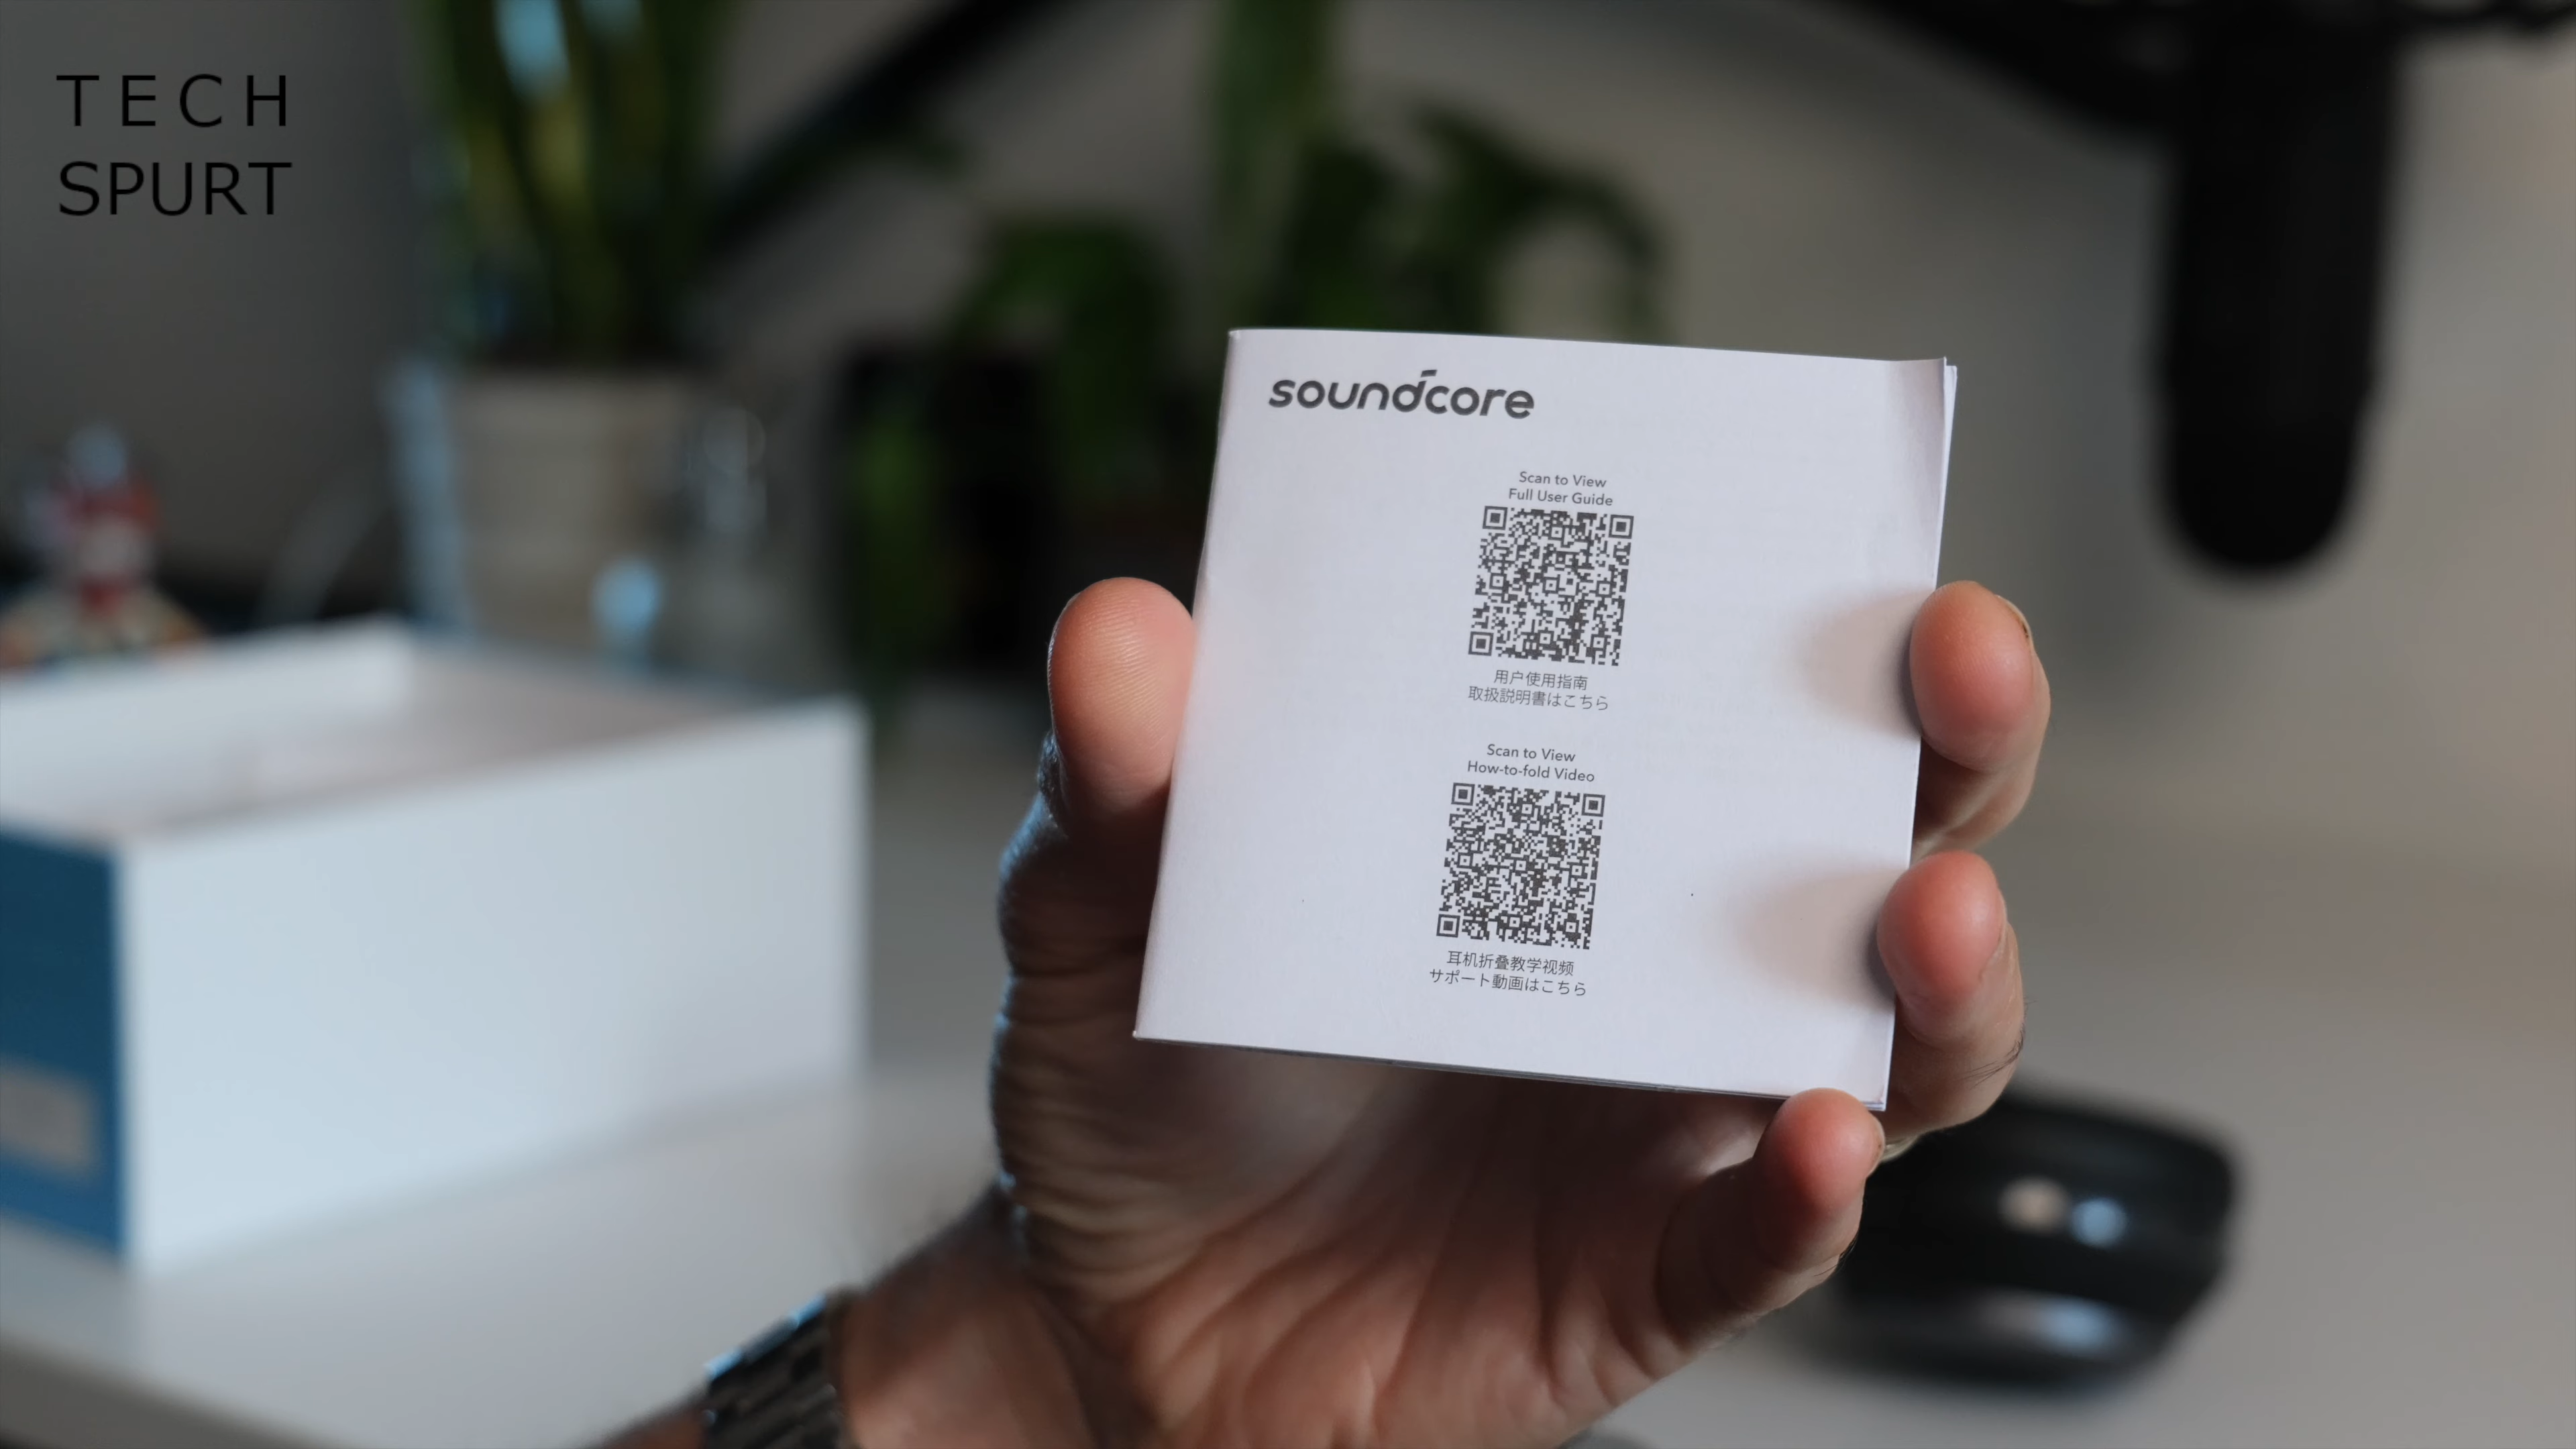 TECH
SPURT
soundcore
Scan to View
Full User Guide
用户使用指南
取扱説明書はこちら
Scan to View
How-to-fold Video
耳机折叠教学视频
サポート動画はこちら